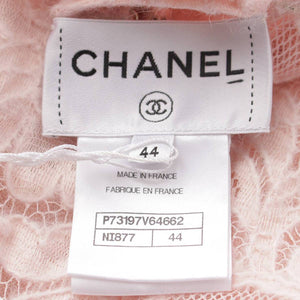 CHANEL
44
MADE IN FRANCE
FABRIQUE EN FRANCE
P73197V64662
NI877 44